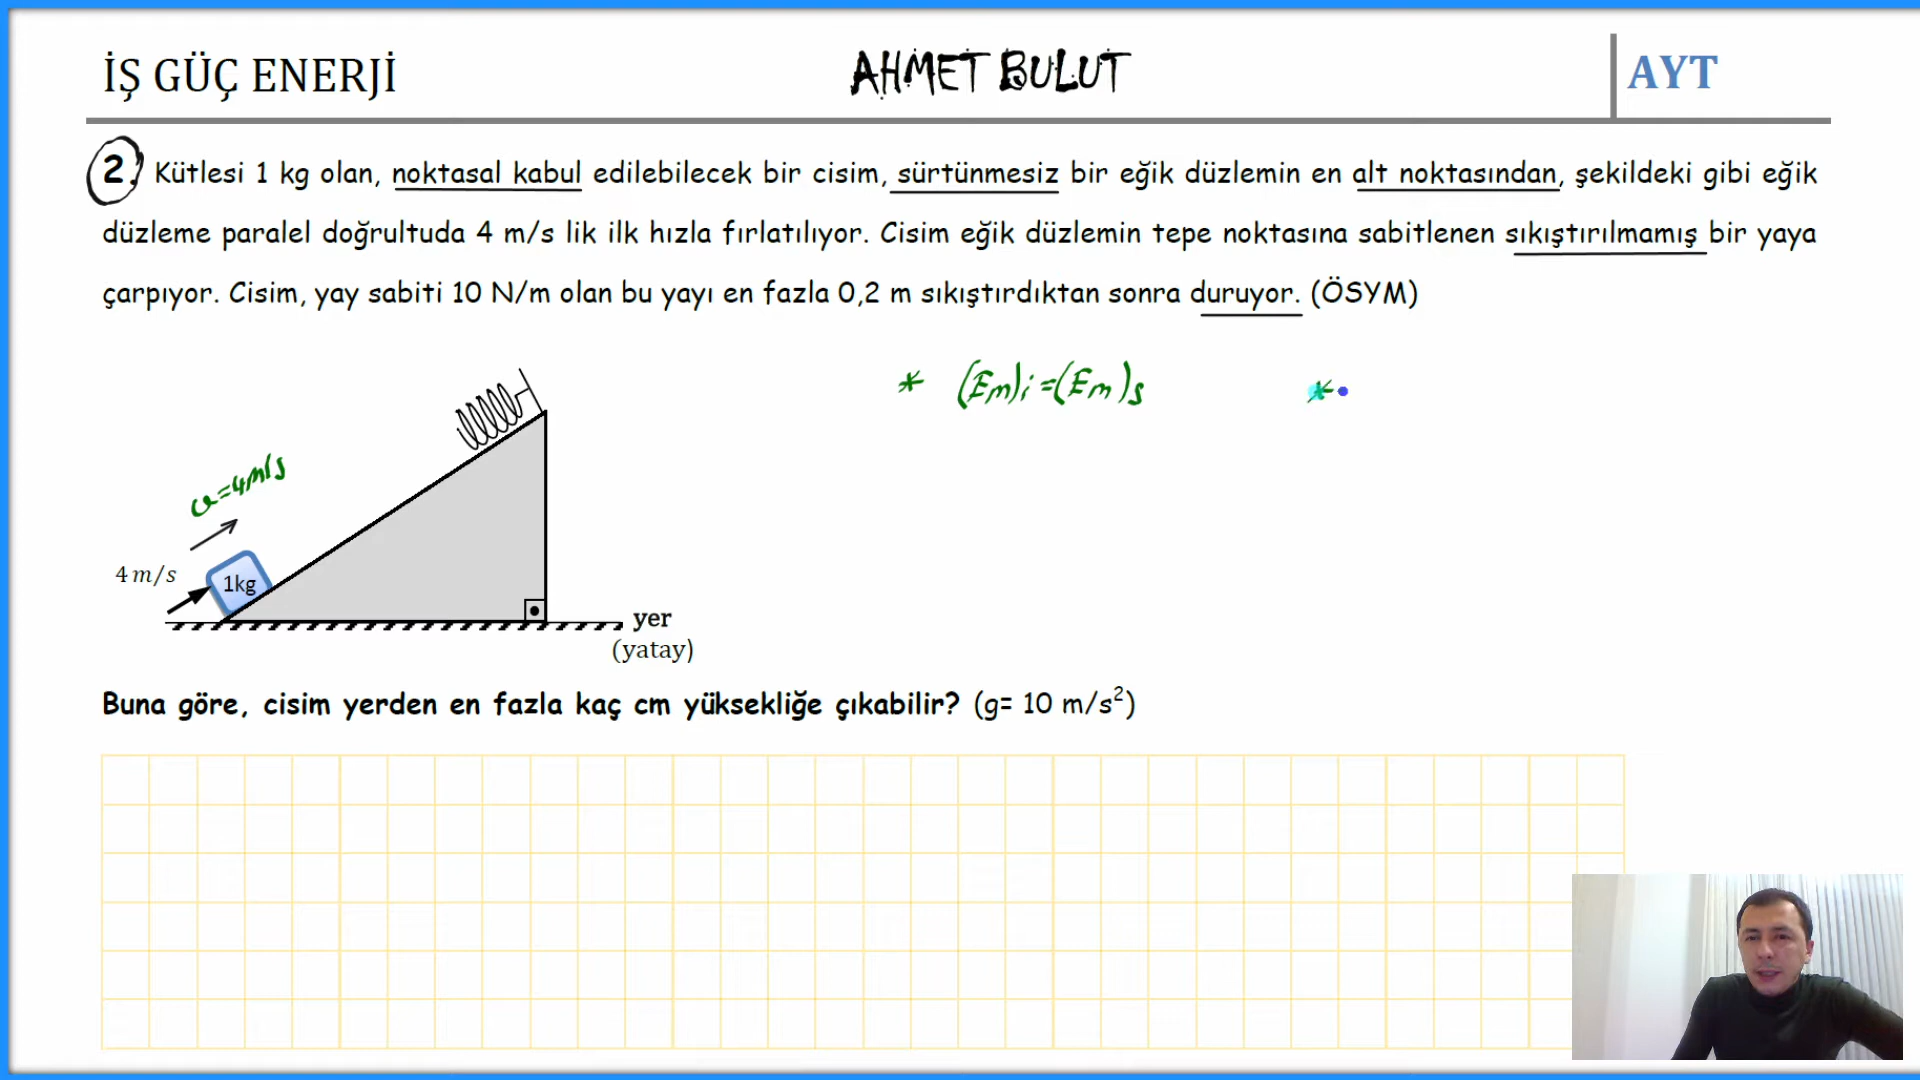 İŞ GÜÇ ENERJİ
AHMET BULUT
AYT
2. Kütlesi 1 kg olan, noktasal kabul edilebilecek bir cisim, sürtünmesiz bir eğik düzlemin en alt noktasından, şekildeki gibi eğik
düzleme paralel doğrultuda 4 m/s lik ilk hızla fırlatılıyor. Cisim eğik düzlemin tepe noktasına sabitlenen sıkıştırılmamış bir yaya
çarpıyor. Cisim, yay sabiti 10 N/m olan bu yayı en fazla 0,2 m sıkıştırdıktan sonra duruyor. (ÖSYM)
* (Em)i=(Em)s
*
v=4m/s
4 m/s
1kg
yer
(yatay)
Buna göre, cisim yerden en fazla kaç cm yüksekliğe çıkabilir? (g= 10 m/s²)